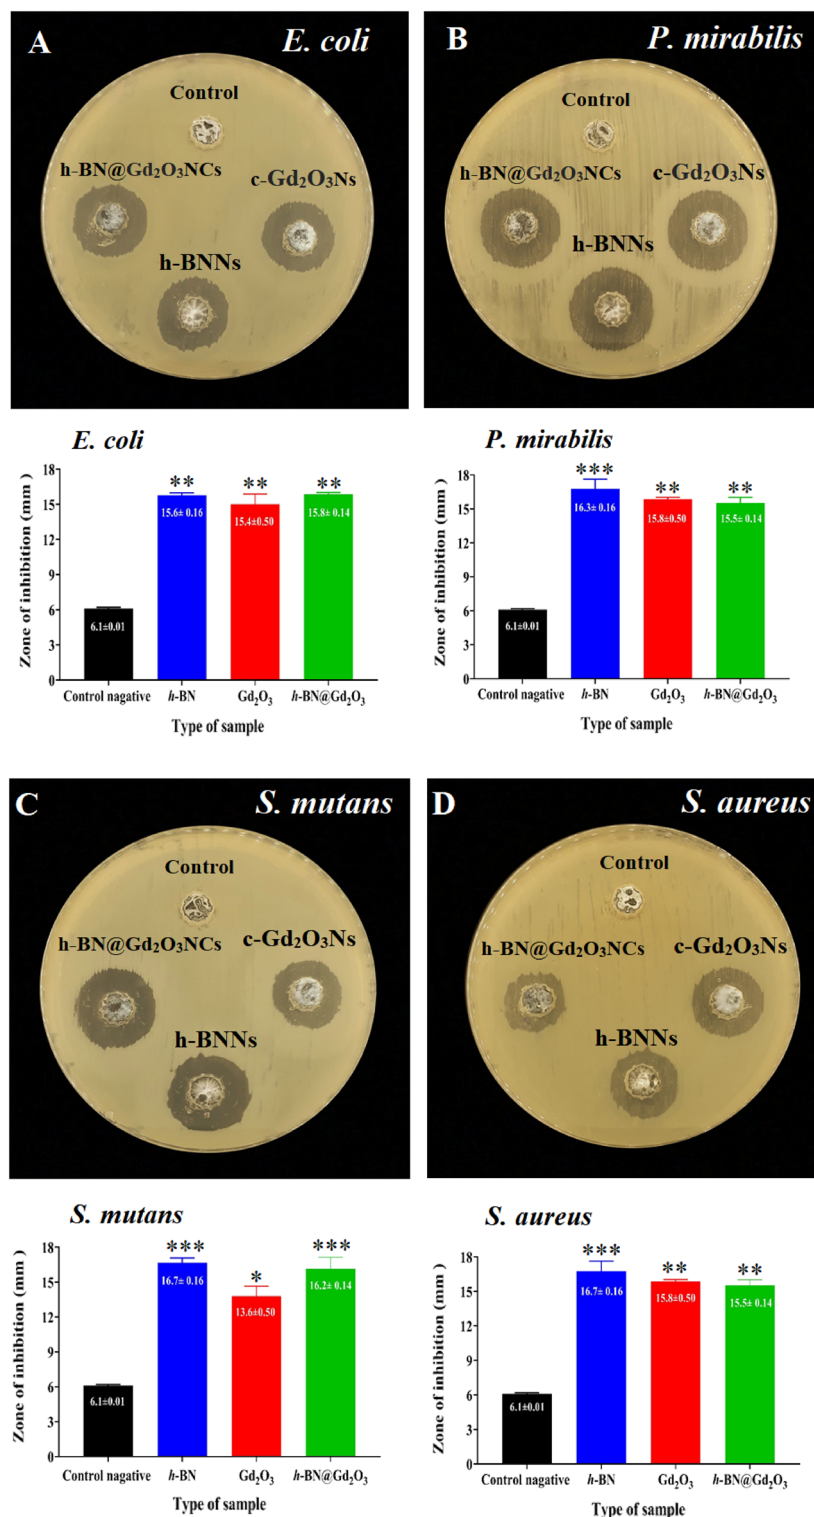 A
E. coli
Control
h-BN@Gd₂O₃NCs
c-Gd₂O₃Ns
h-BNNs
B
P. mirabilis
Control
h-BN@Gd₂O₃NCs
c-Gd₂O₃Ns
h-BNNs
E. coli
Zone of inhibition (mm )
18
15
12
9
6
3
0
**
**
**
15.6± 0.16
15.4±0.50
15.8± 0.14
6.1±0.01
Control nagative
h-BN
Gd₂O₃
h-BN@Gd₂O₃
Type of sample
P. mirabilis
Zone of inhibition (mm )
18
15
12
9
6
3
0
***
**
**
16.3± 0.16
15.8±0.50
15.5± 0.14
6.1±0.01
Control nagative
h-BN
Gd₂O₃
h-BN@Gd₂O₃
Type of sample
C
S. mutans
Control
h-BN@Gd₂O₃NCs
c-Gd₂O₃Ns
h-BNNs
D
S. aureus
Control
h-BN@Gd₂O₃NCs
c-Gd₂O₃Ns
h-BNNs
S. mutans
Zone of inhibition (mm )
18
15
12
9
6
3
0
***
*
***
16.7± 0.16
13.6±0.50
16.2± 0.14
6.1±0.01
Control nagative
h-BN
Gd₂O₃
h-BN@Gd₂O₃
Type of sample
S. aureus
Zone of inhibition (mm )
18
15
12
9
6
3
0
***
**
**
16.7± 0.16
15.8±0.50
15.5± 0.14
6.1±0.01
Control nagative
h-BN
Gd₂O₃
h-BN@Gd₂O₃
Type of sample